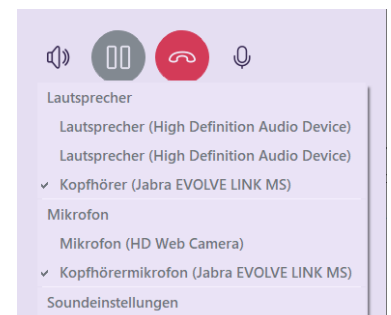 Lautsprecher
Lautsprecher (High Definition Audio Device)
Lautsprecher (High Definition Audio Device)
Kopfhörer (Jabra EVOLVE LINK MS)
Mikrofon
Mikrofon (HD Web Camera)
Kopfhörermikrofon (Jabra EVOLVE LINK MS)
Soundeinstellungen